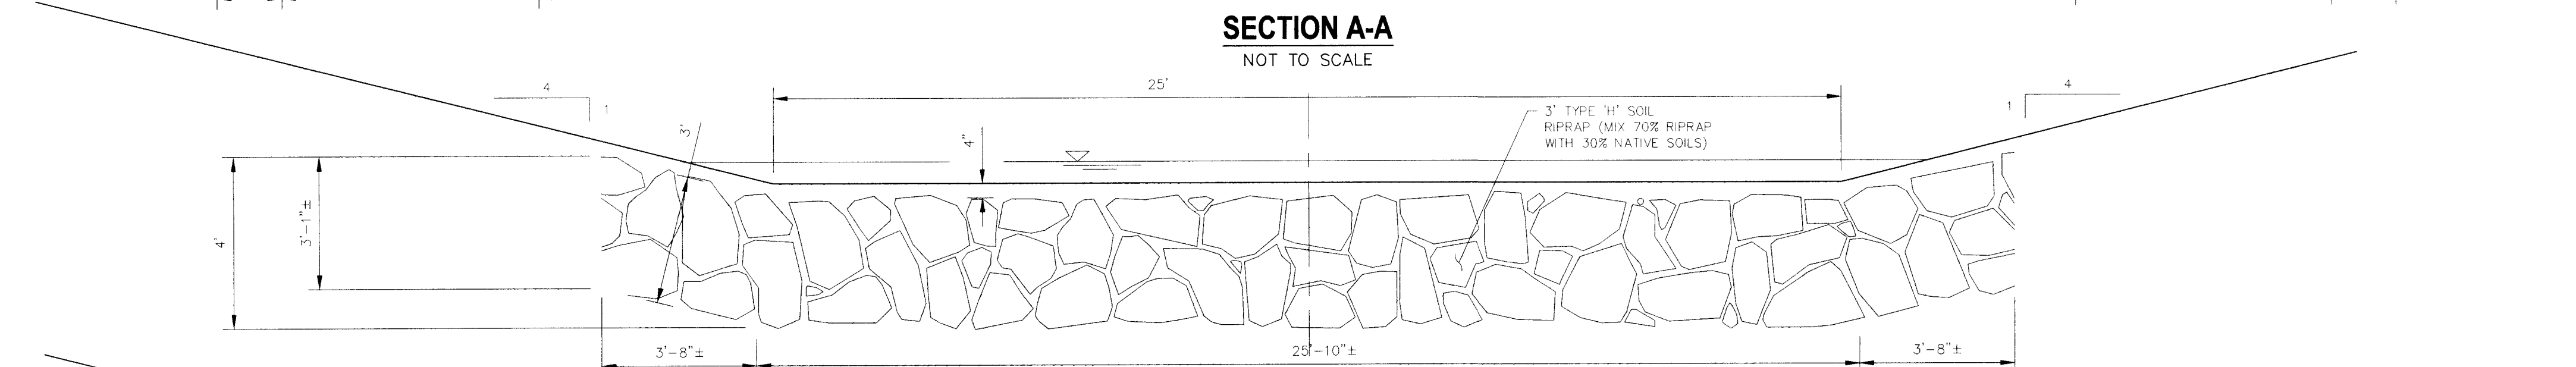 SECTION A-A
NOT TO SCALE
25'
4
1
4
1
3'
4"
3' TYPE 'H' SOIL
RIPRAP (MIX 70% RIPRAP
WITH 30% NATIVE SOILS)
4'
3'-1"±
3'-8"±
25'-10"±
3'-8"±